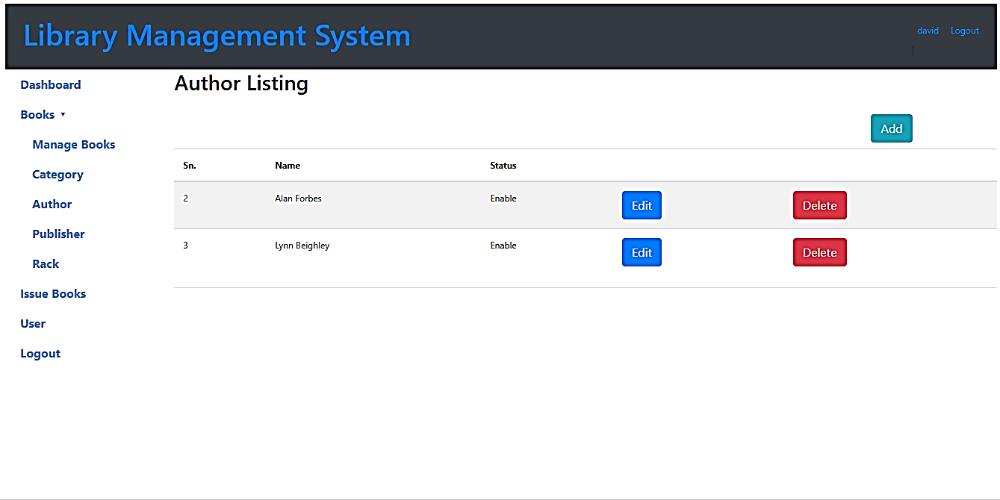 Library Management System
david Logout
Dashboard
Books
Manage Books
Category
Author
Publisher
Rack
Issue Books
User
Logout
Author Listing
Add
Sn. Name Status
2 Alan Forbes Enable Edit Delete
3 Lynn Beighley Enable Edit Delete